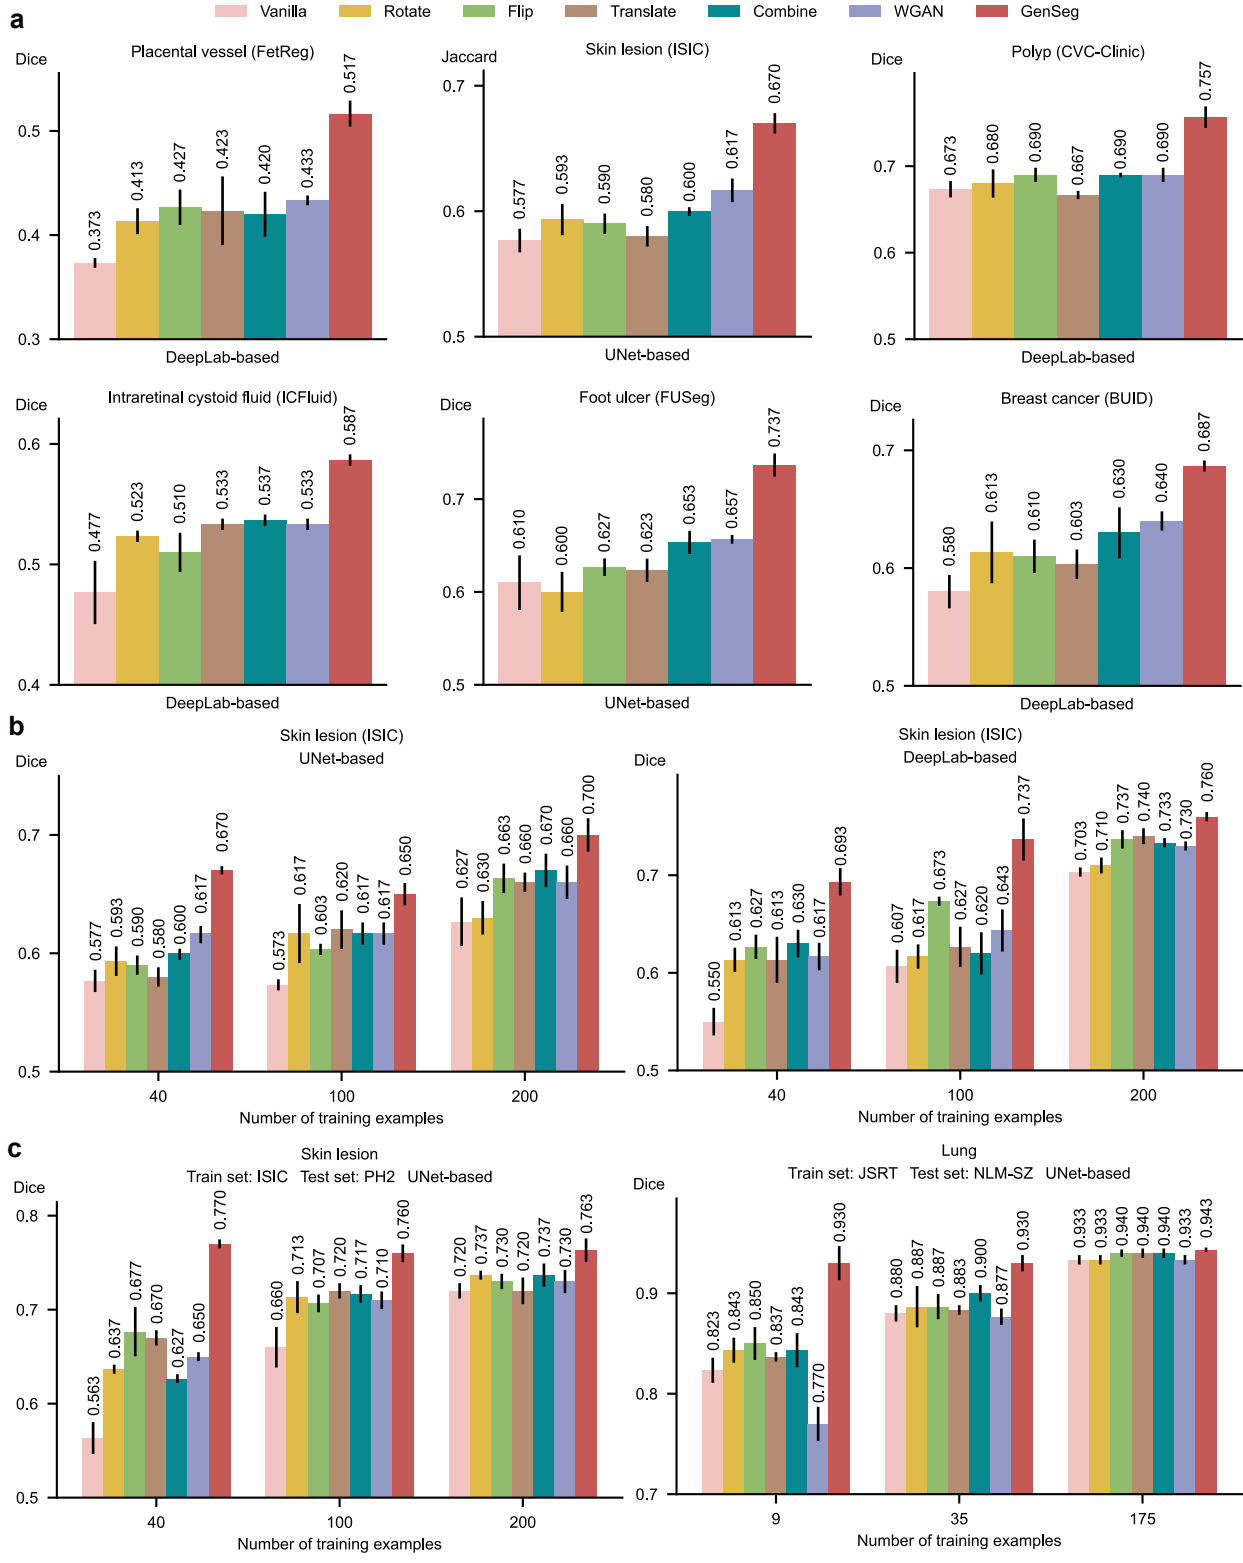 Vanilla Rotate Flip Translate Combine WGAN GenSeg
a
Placental vessel (FetReg)
Dice
0.5
0.4
0.3
0.373 0.413 0.427 0.423 0.420 0.433 0.517
DeepLab-based
Skin lesion (ISIC)
Jaccard
0.7
0.6
0.5
0.577 0.593 0.590 0.580 0.600 0.617 0.670
UNet-based
Polyp (CVC-Clinic)
Dice
0.7
0.6
0.5
0.673 0.680 0.690 0.667 0.690 0.690 0.757
DeepLab-based
Intraretinal cystoid fluid (ICFluid)
Dice
0.6
0.5
0.4
0.477 0.523 0.510 0.533 0.537 0.533 0.587
DeepLab-based
Foot ulcer (FUSeg)
Dice
0.7
0.6
0.5
0.610 0.600 0.627 0.623 0.653 0.657 0.737
UNet-based
Breast cancer (BUID)
Dice
0.7
0.6
0.5
0.580 0.613 0.610 0.603 0.630 0.640 0.687
DeepLab-based
b
Skin lesion (ISIC)
UNet-based
Dice
0.7
0.6
0.5
0.577 0.593 0.590 0.580 0.600 0.617 0.670
0.573 0.617 0.603 0.620 0.617 0.617 0.650
0.627 0.630 0.663 0.660 0.670 0.660 0.700
40 100 200
Number of training examples
Skin lesion (ISIC)
DeepLab-based
Dice
0.7
0.6
0.5
0.550 0.613 0.627 0.613 0.630 0.617 0.693
0.607 0.617 0.673 0.627 0.620 0.643 0.737
0.703 0.710 0.737 0.740 0.733 0.730 0.760
40 100 200
Number of training examples
c
Skin lesion
Train set: ISIC Test set: PH2 UNet-based
Dice
0.8
0.7
0.6
0.5
0.563 0.637 0.677 0.670 0.627 0.650 0.770
0.660 0.713 0.707 0.720 0.717 0.710 0.760
0.720 0.737 0.730 0.720 0.737 0.730 0.763
40 100 200
Number of training examples
Lung
Train set: JSRT Test set: NLM-SZ UNet-based
Dice
0.9
0.8
0.7
0.823 0.843 0.850 0.837 0.843 0.770 0.930
0.880 0.887 0.887 0.883 0.900 0.877 0.930
0.933 0.933 0.940 0.940 0.940 0.933 0.943
9 35 175
Number of training examples